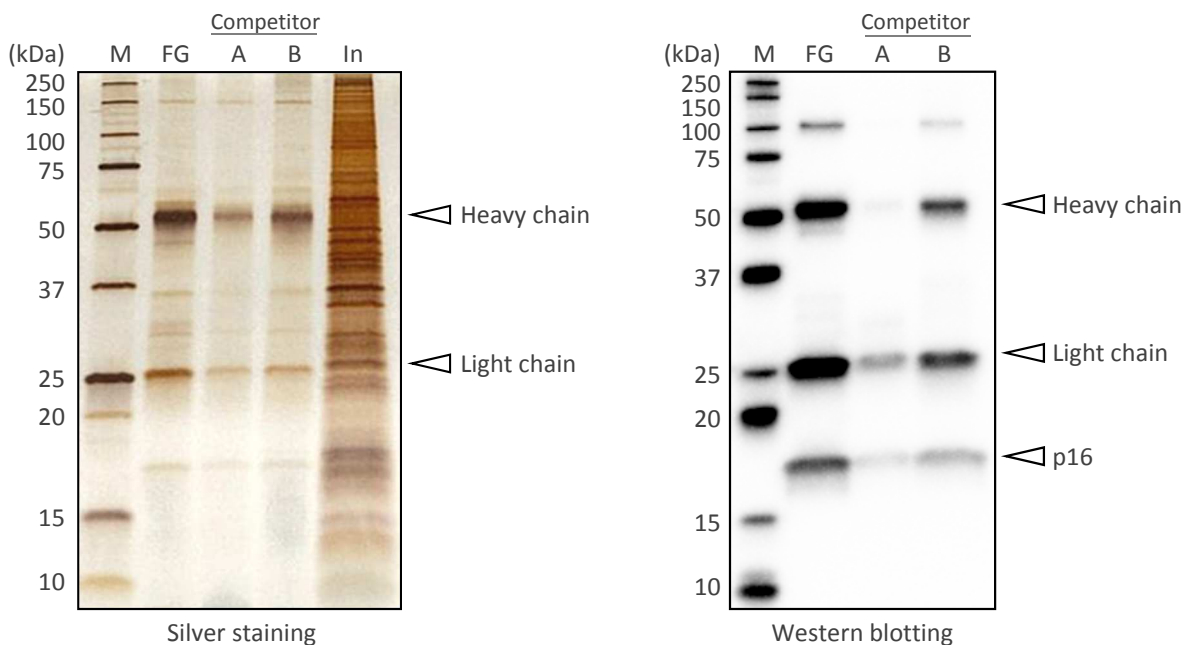 Competitor
(kDa) M FG A B In
250
150
100
75
50
37
25
20
15
10
Heavy chain
Light chain
Silver staining
Competitor
(kDa) M FG A B
250
150
100
75
50
37
25
20
15
10
Heavy chain
Light chain
p16
Western blotting